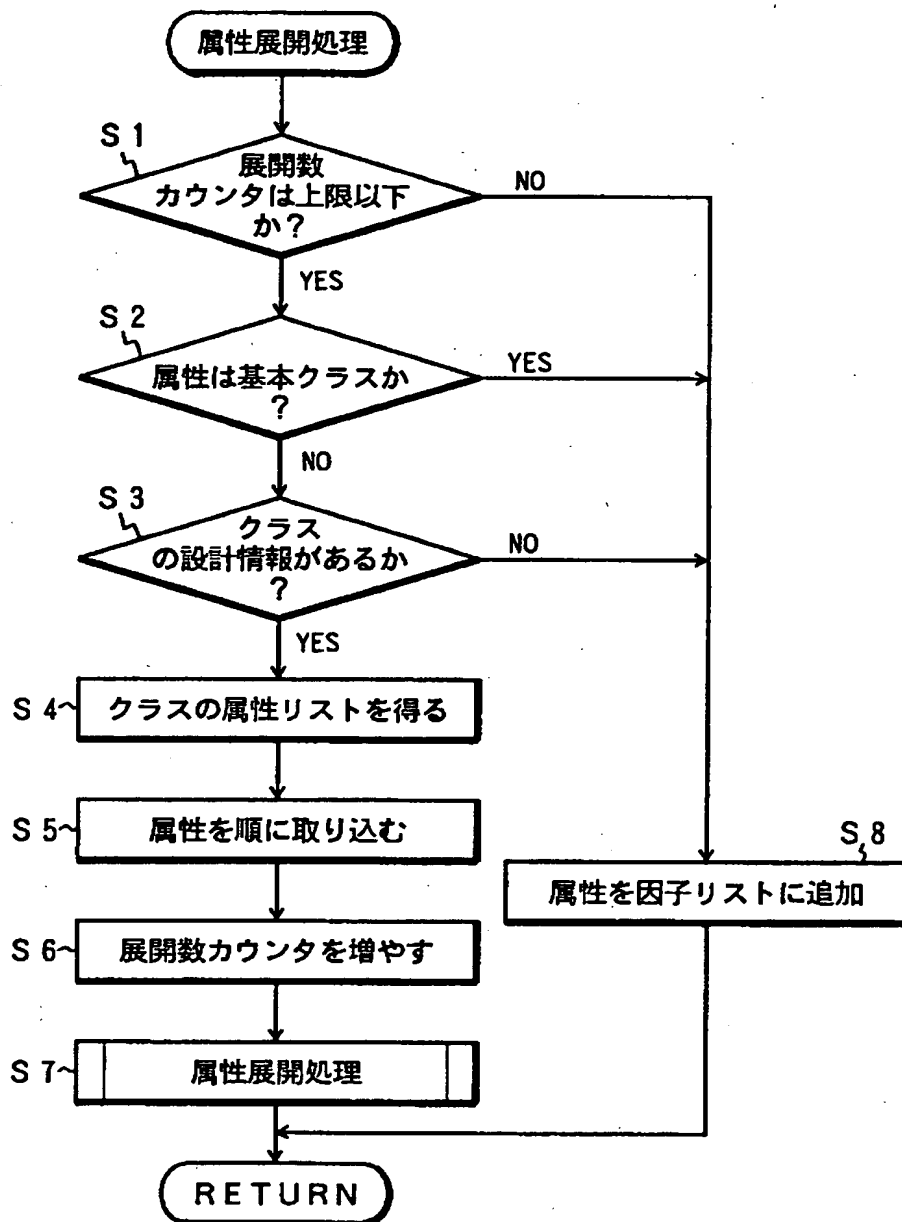 属性展開処理
S1
展開数
カウンタは上限以下
か？
NO
YES
S2
属性は基本クラスか
？
YES
NO
S3
クラス
の設計情報があるか
？
NO
YES
S4
クラスの属性リストを得る
S5
属性を順に取り込む
S8
属性を因子リストに追加
S6
展開数カウンタを増やす
S7
属性展開処理
RETURN